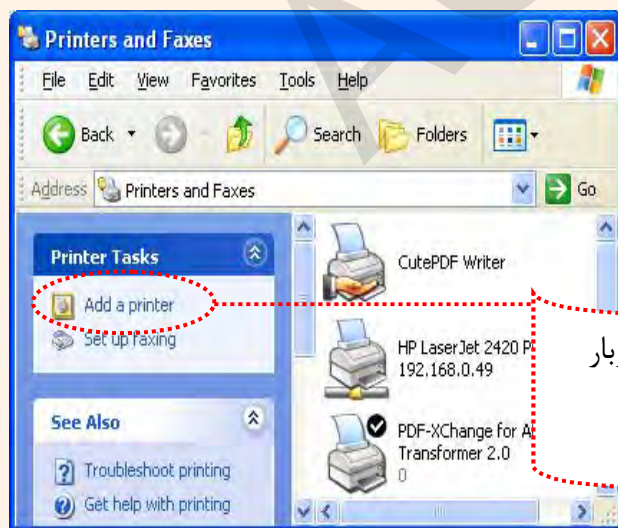 Printers and Faxes
File Edit View Favorites Tools Help
Back Search Folders
Address Printers and Faxes Go
Printer Tasks
Add a printer
Set up faxing
See Also
Troubleshoot printing
Get help with printing
CutePDF Writer
HP LaserJet 2420 P
192.168.0.49
PDF-XChange for A
Transformer 2.0
0